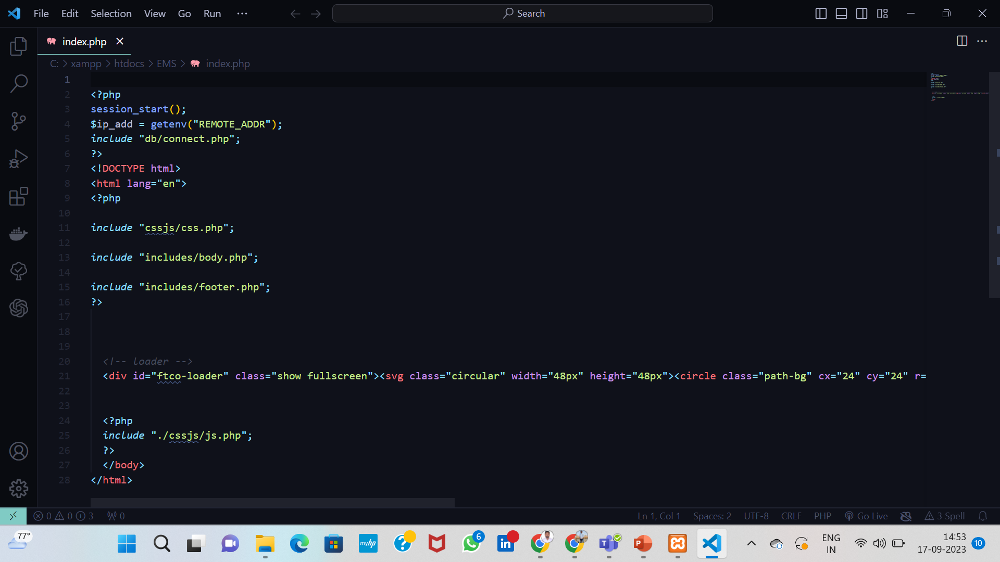 File Edit Selection View Go Run ··· Search
index.php
C: > xampp > htdocs > EMS > index.php
1
2 <?php
3 session_start();
4 $ip_add = getenv("REMOTE_ADDR");
5 include "db/connect.php";
6 ?>
7 <!DOCTYPE html>
8 <html lang="en">
9 <?php
10
11 include "cssjs/css.php";
12
13 include "includes/body.php";
14
15 include "includes/footer.php";
16 ?>
17
18
19
20 <!-- loader -->
21 <div id="ftco-loader" class="show fullscreen"><svg class="circular" width="48px" height="48px"><circle class="path-bg" cx="24" cy="24" r=
22
23
24 <?php
25 include "./cssjs/js.php";
26 ?>
27 </body>
28 </html>
0 0 3 0 Ln 1, Col 1 Spaces: 2 UTF-8 CRLF PHP Go Live 3 Spell
77° myhp ? 6 in T P ENG IN 14:53 17-09-2023 10